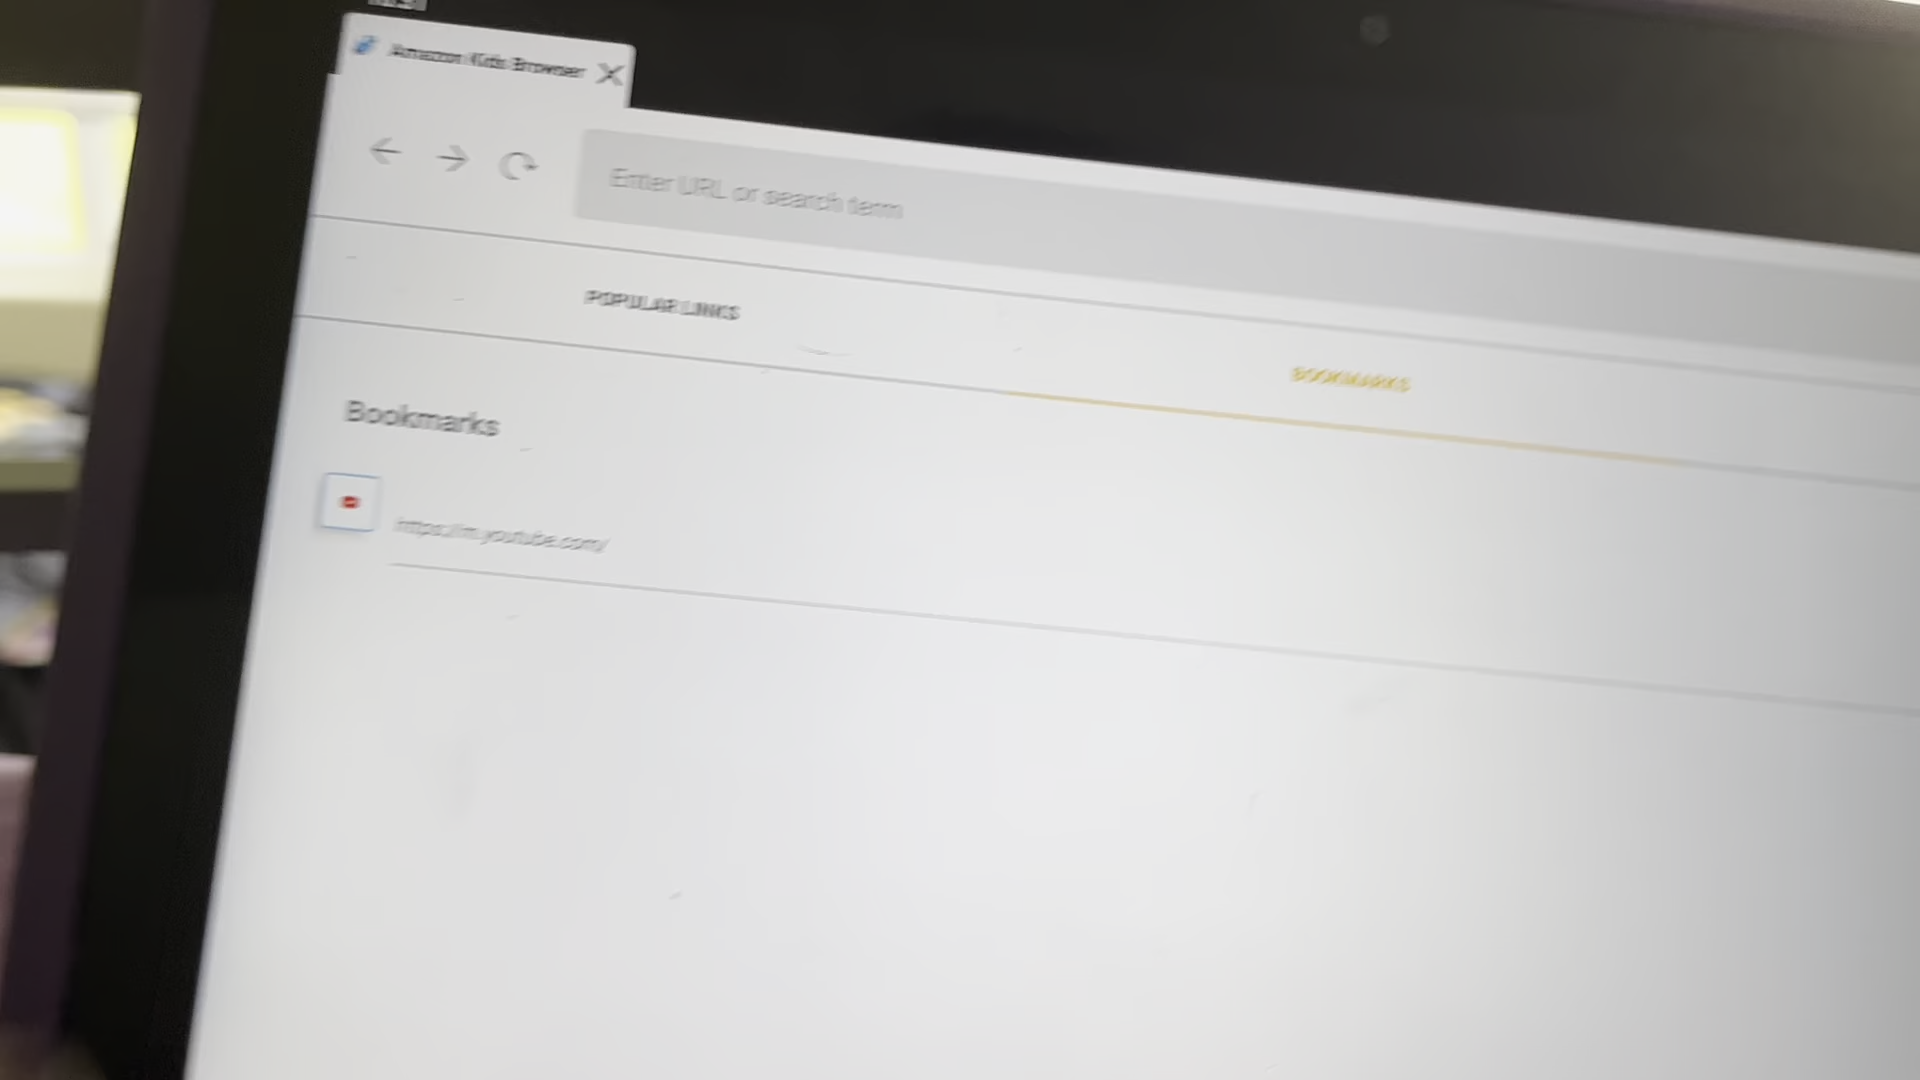 Amazon Kids Browser
Enter URL or search term
POPULAR LINKS
BOOKMARKS
Bookmarks
https://m.youtube.com/